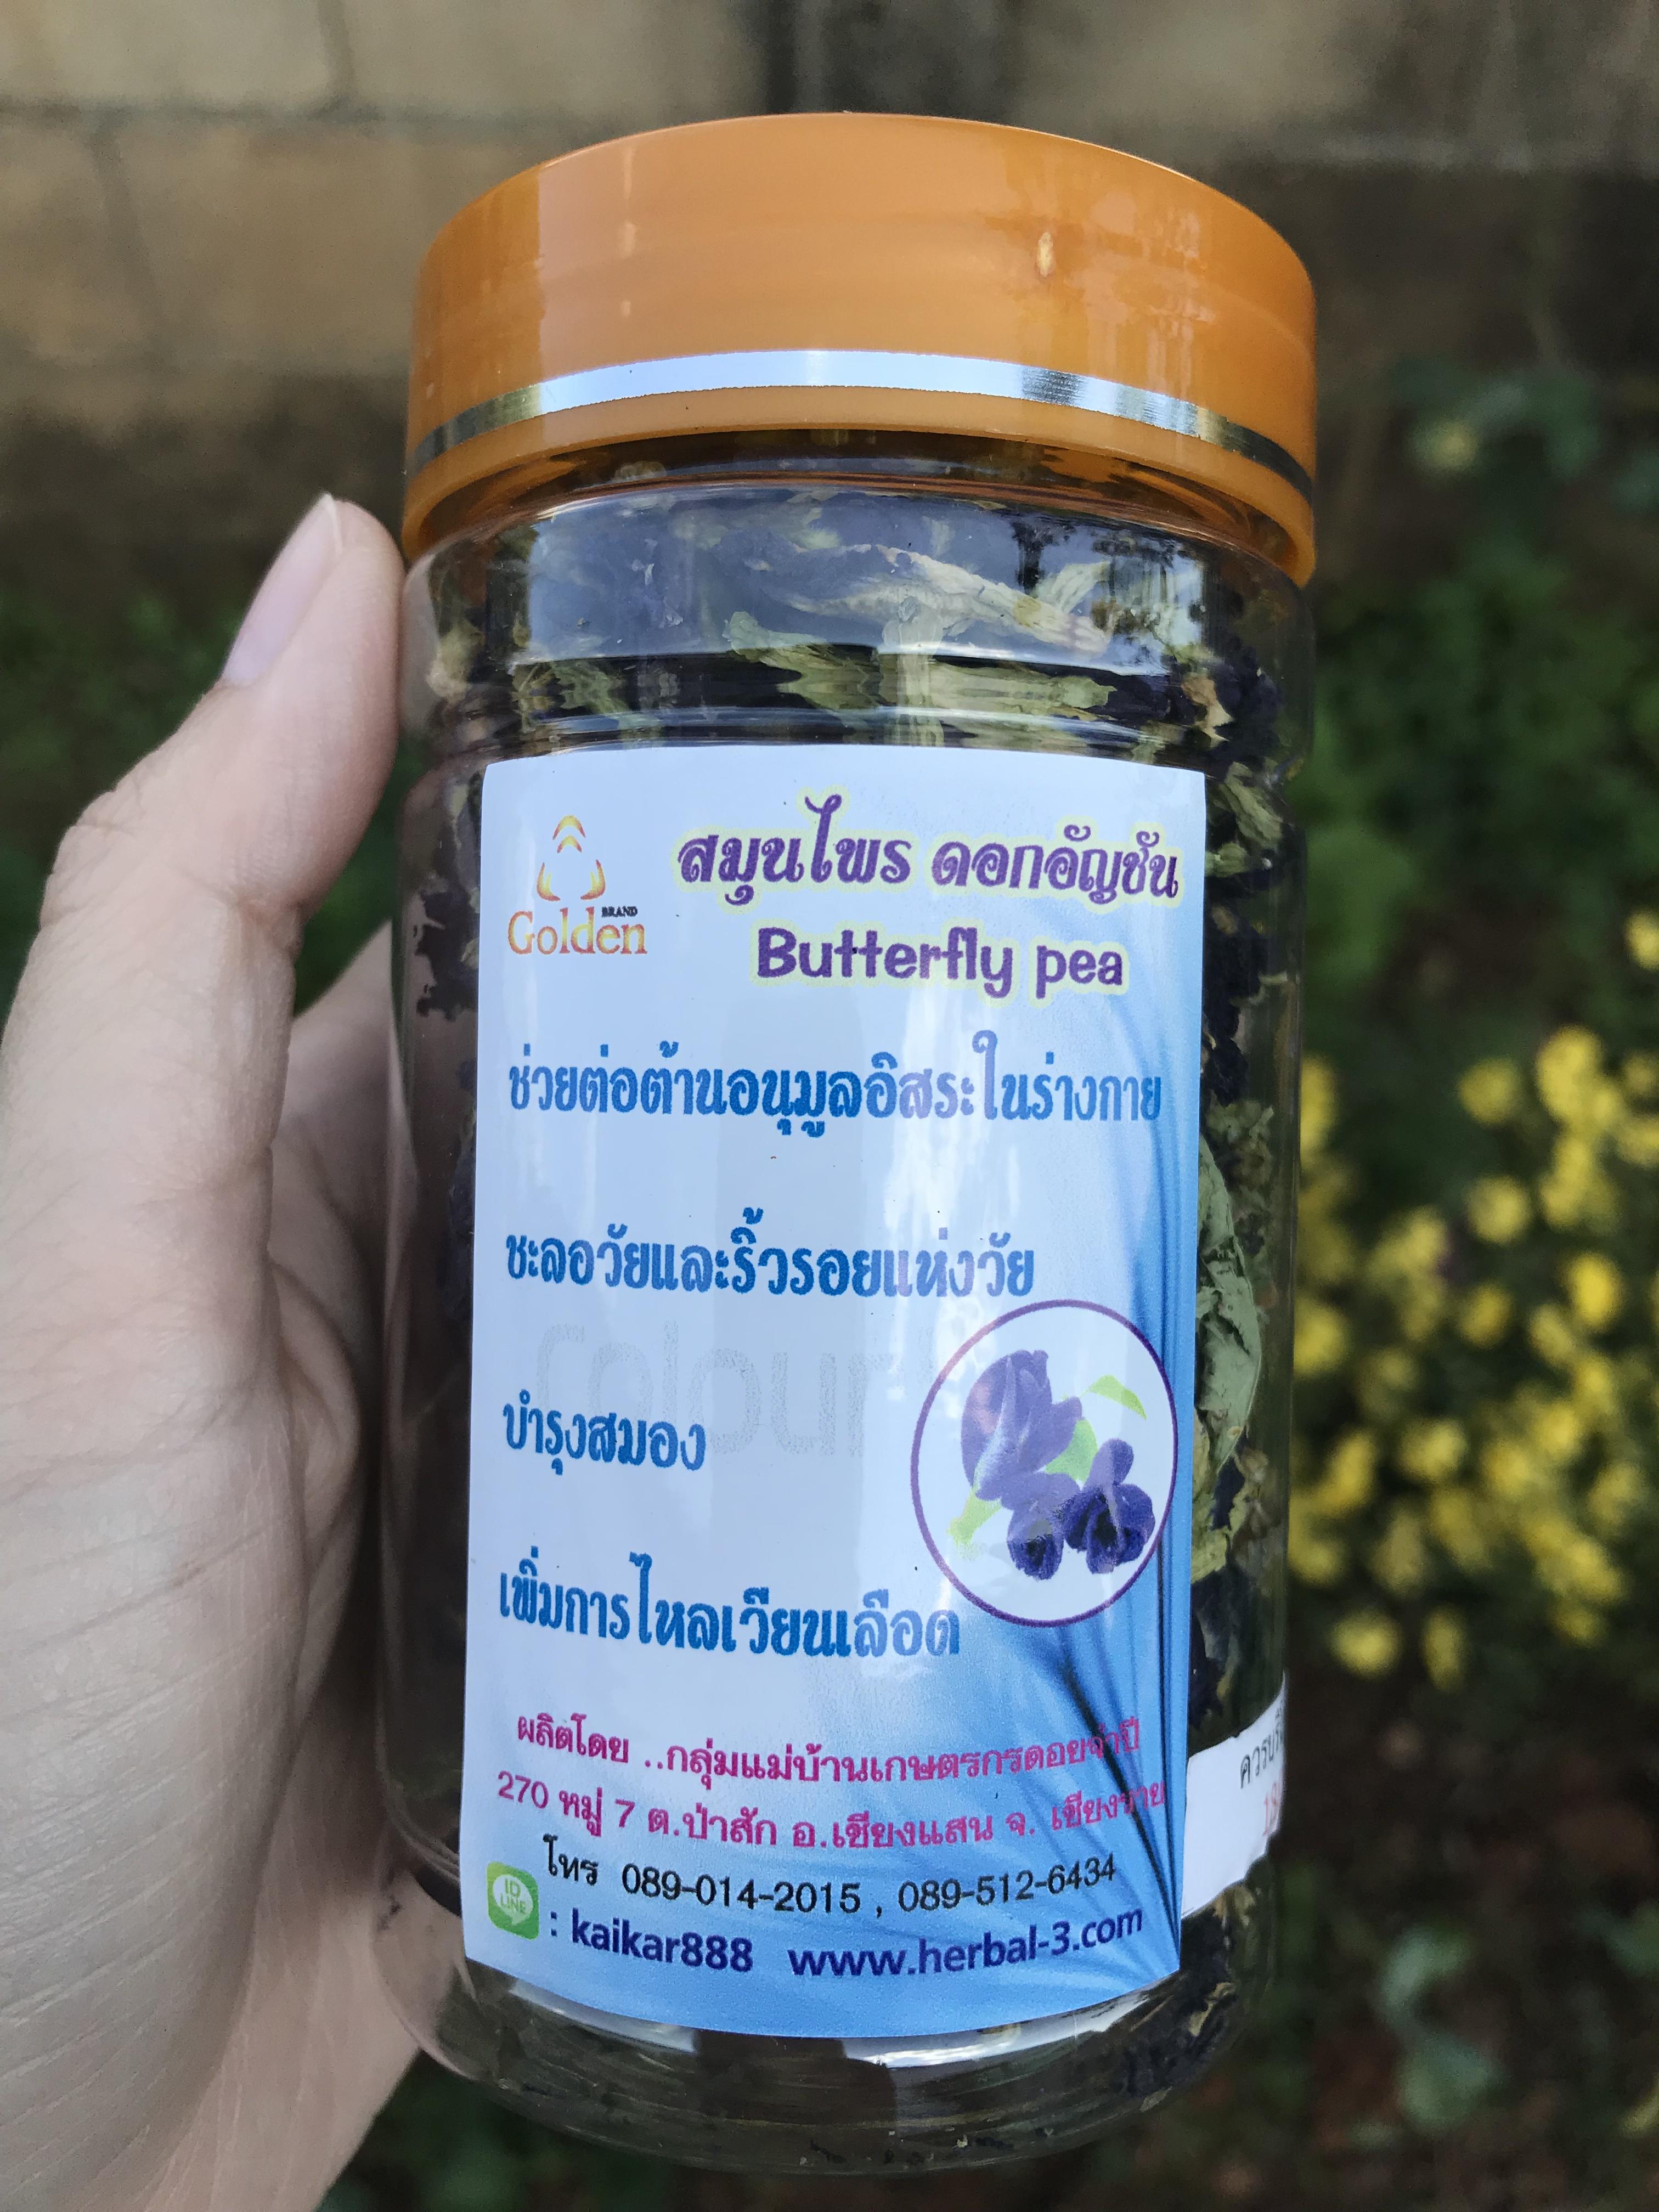 สมุนไพร ดอกอัญชัน
BRAND
Golden
Butterfly pea
ช่วยต่อต้านอนุมูลอิสระในร่างกาย
ชะลอวัยและริ้วรอยแห่งวัย
บำรุงสมอง
เพิ่มการไหลเวียนเลือด
ผลิตโดย ..กลุ่มแม่บ้านเกษตรกรดอยจำปี
270 หมู่ 7 ต.ป่าสัก อ.เชียงแสน จ. เชียงราย
โทร 089-014-2015 , 089-512-6434
ID
LINE
: kaikar888 www.herbal-3.com